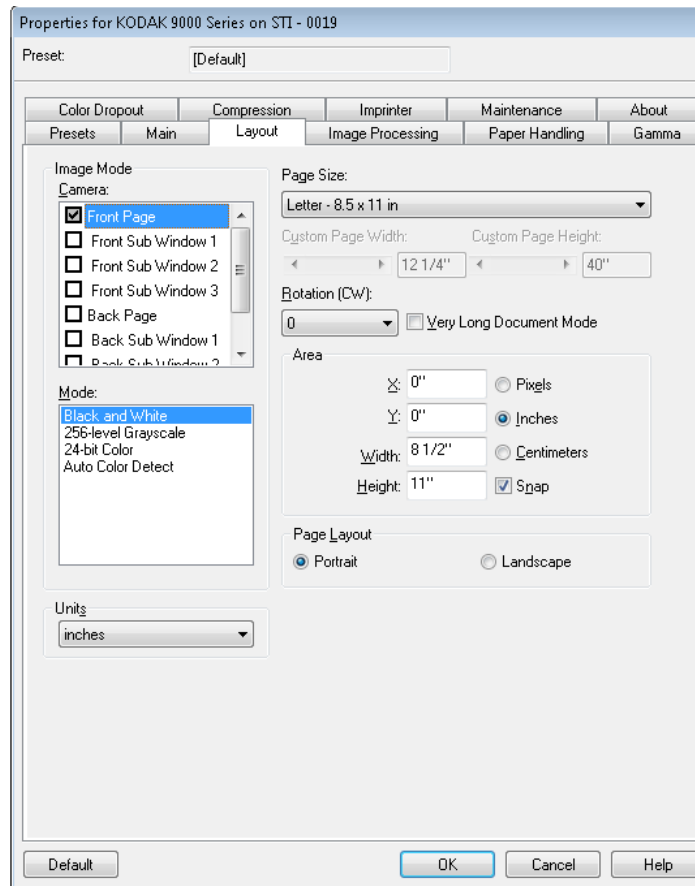 Properties for KODAK 9000 Series on STI - 0019
Preset: [Default]
Color Dropout Compression Imprinter Maintenance About
Presets Main Layout Image Processing Paper Handling Gamma
Image Mode
Camera:
Front Page
Front Sub Window 1
Front Sub Window 2
Front Sub Window 3
Back Page
Back Sub Window 1
Back Sub Window 2
Mode:
Black and White
256-level Grayscale
24-bit Color
Auto Color Detect
Units
inches
Page Size:
Letter - 8.5 x 11 in
Custom Page Width: Custom Page Height:
12 1/4'' 40''
Rotation (CW):
0 Very Long Document Mode
Area
X: 0'' Pixels
Y: 0'' Inches
Width: 8 1/2'' Centimeters
Height: 11'' Snap
Page Layout
Portrait Landscape
Default OK Cancel Help